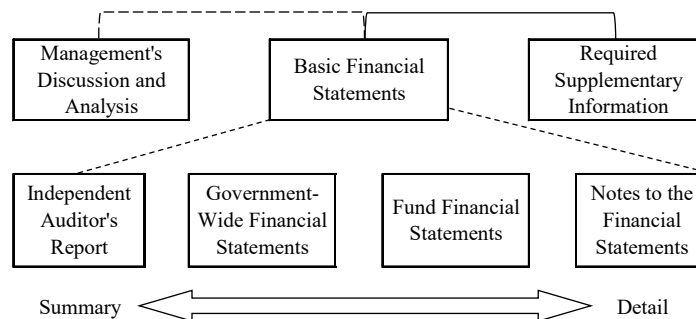 Management's
Discussion and
Analysis
Basic Financial
Statements
Required
Supplementary
Information
Independent
Auditor's
Report
Government-
Wide Financial
Statements
Fund Financial
Statements
Notes to the
Financial
Statements
Summary
Detail